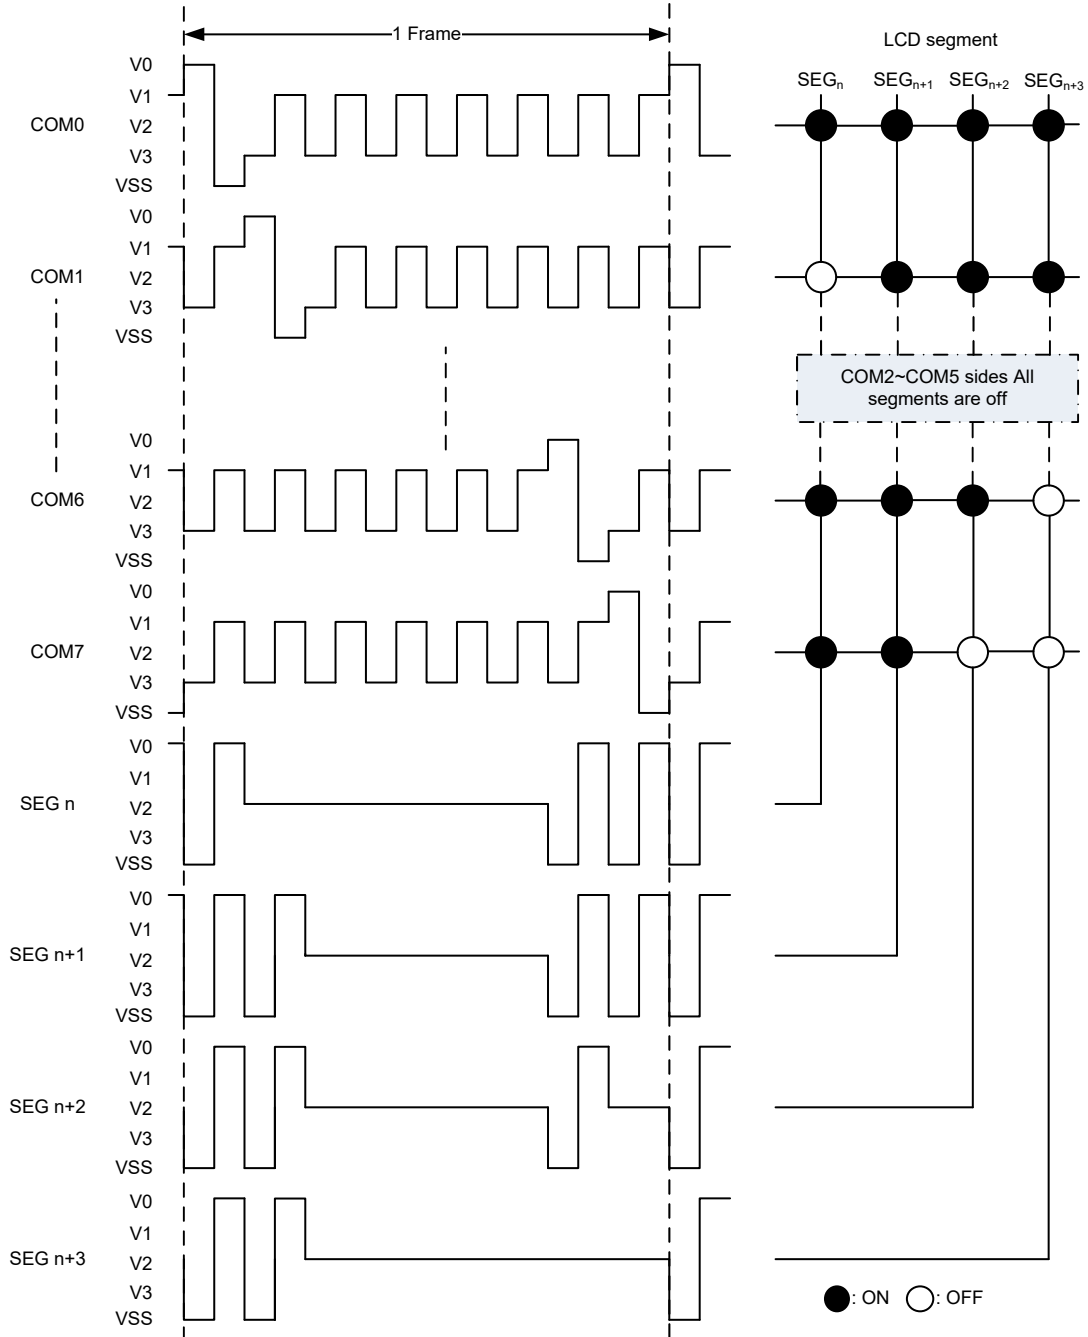 1 Frame
LCD segment
SEGn SEGn+1 SEGn+2 SEGn+3
COM0
V0
V1
V2
V3
VSS
COM1
V0
V1
V2
V3
VSS
COM2~COM5 sides All
segments are off
COM6
V0
V1
V2
V3
VSS
COM7
V0
V1
V2
V3
VSS
SEG n
V0
V1
V2
V3
VSS
SEG n+1
V0
V1
V2
V3
VSS
SEG n+2
V0
V1
V2
V3
VSS
SEG n+3
V0
V1
V2
V3
VSS
: ON : OFF